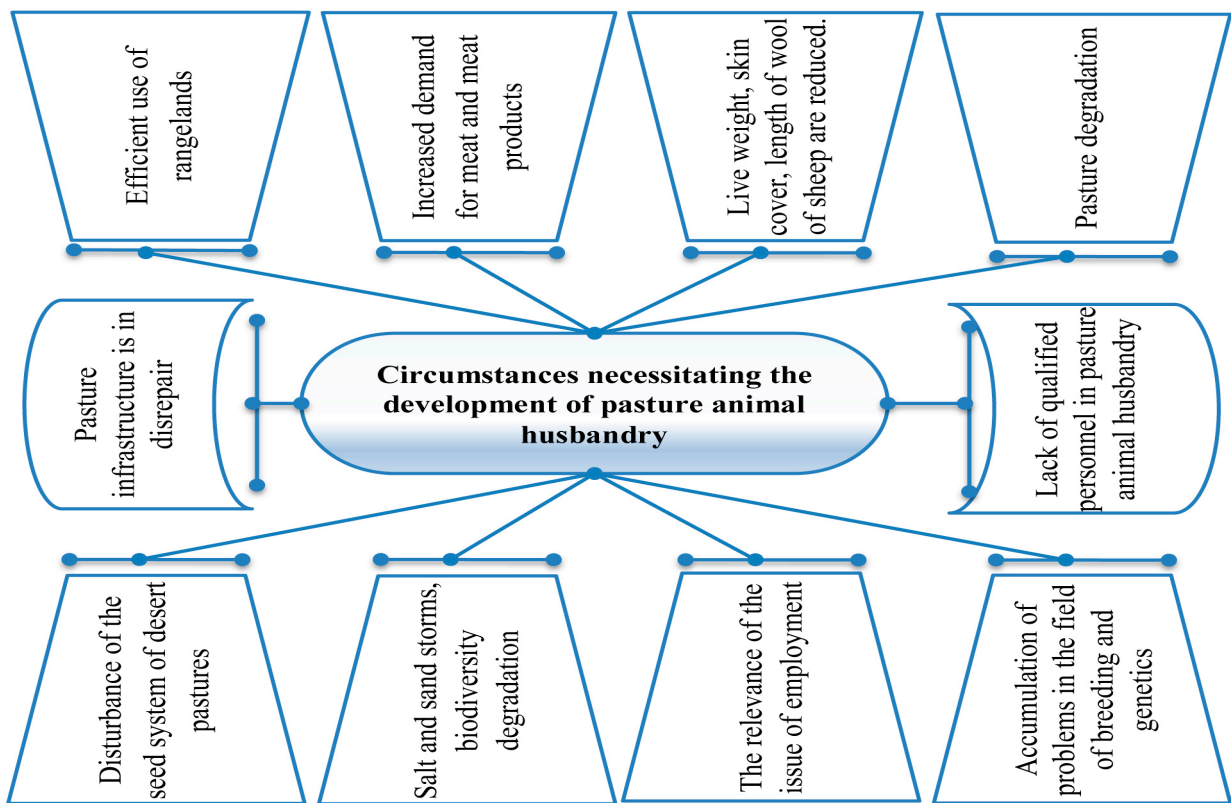 Efficient use of
rangelands
Increased demand
for meat and meat
products
Live weight, skin
cover, length of wool
of sheep are reduced.
Pasture degradation
Pasture
infrastructure is in
disrepair
Circumstances necessitating the
development of pasture animal
husbandry
Lack of qualified
personnel in pasture
animal husbandry
Disturbance of the
seed system of desert
pastures
Salt and sand storms,
biodiversity
degradation
The relevance of the
issue of employment
Accumulation of
problems in the field
of breeding and
genetics